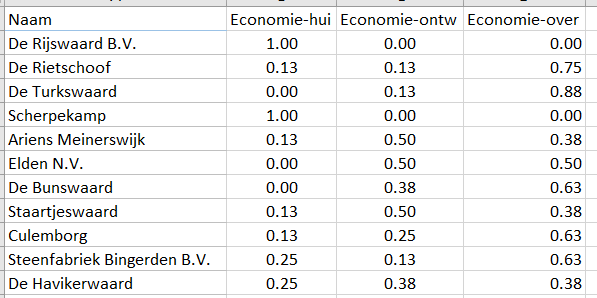 Naam Economie-hui Economie-ontw Economie-over
De Rijswaard B.V. 1.00 0.00 0.00
De Rietschoof 0.13 0.13 0.75
De Turkswaard 0.00 0.13 0.88
Scherpekamp 1.00 0.00 0.00
Ariens Meinerswijk 0.13 0.50 0.38
Elden N.V. 0.00 0.50 0.50
De Bunswaard 0.00 0.38 0.63
Staartjeswaard 0.13 0.50 0.38
Culemborg 0.13 0.25 0.63
Steenfabriek Bingerden B.V. 0.25 0.13 0.63
De Havikerwaard 0.25 0.38 0.38